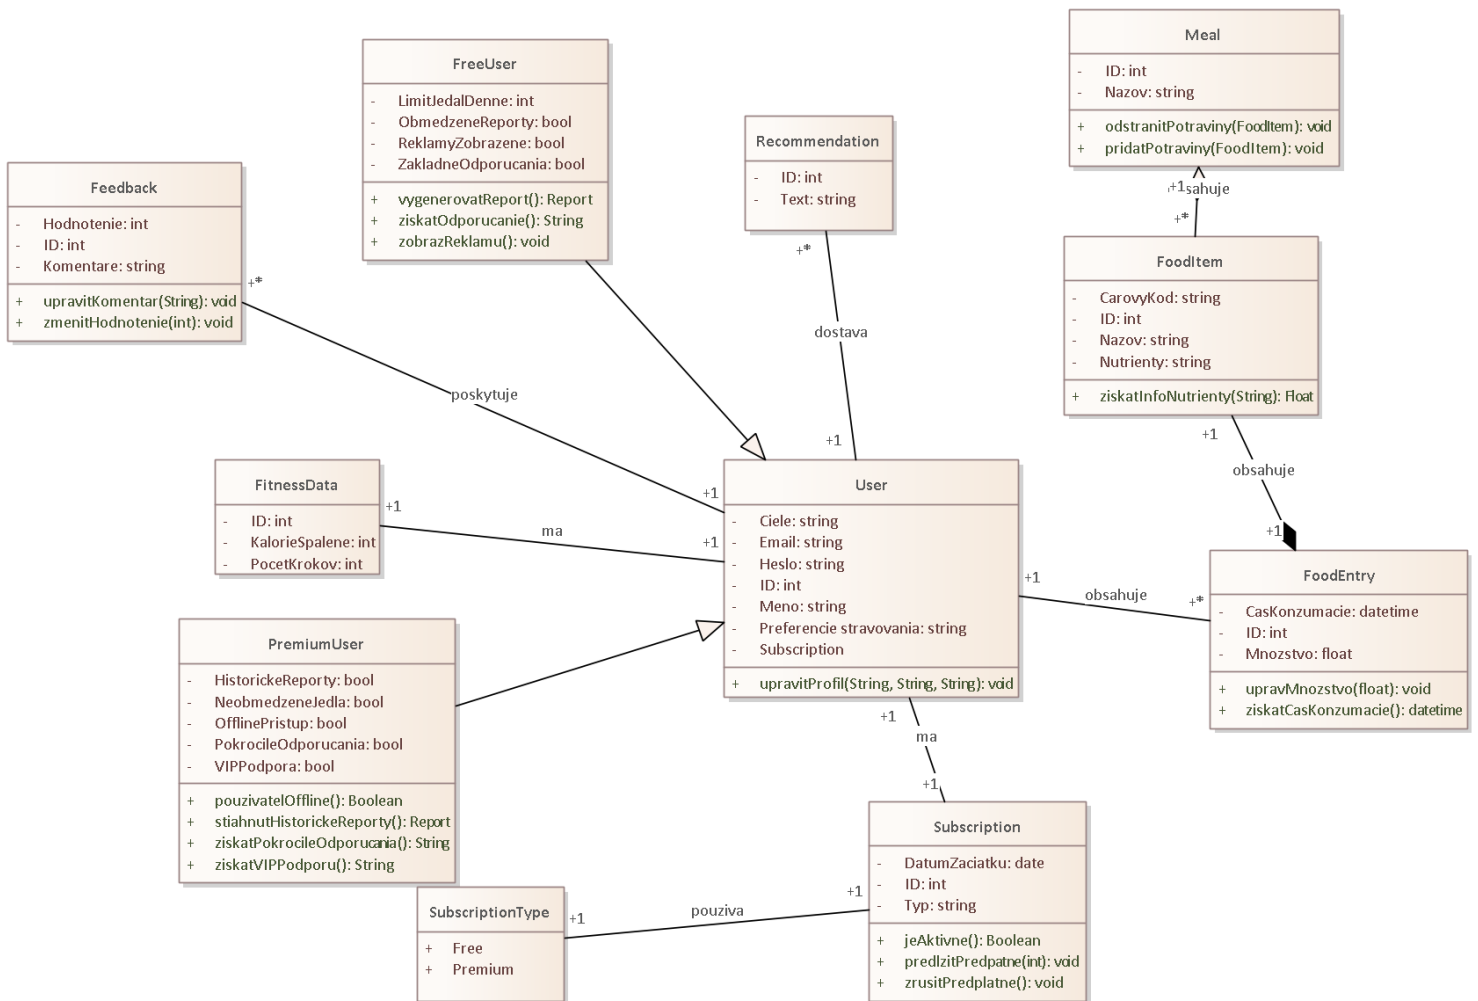 FreeUser
- LimitJedalDenne: int
- ObmedzeneReporty: bool
- ReklamyZobrazene: bool
- ZakladneOdporucania: bool
+ vygenerovatReport(): Report
+ ziskatOdporucanie(): String
+ zobrazReklamu(): void
Meal
- ID: int
- Nazov: string
+ odstranitPotraviny(FoodItem): void
+ pridatPotraviny(FoodItem): void
Recommendation
- ID: int
- Text: string
Feedback
- Hodnotenie: int
- ID: int
- Komentare: string
+ upravitKomentar(String): void
+ zmenitHodnotenie(int): void
+1
sahuje
+*
FoodItem
- CarovyKod: string
- ID: int
- Nazov: string
- Nutrienty: string
+ ziskatInfoNutrienty(String): Float
+*
+*
dostava
poskytuje
+1
+1
obsahuje
+1
FitnessData
- ID: int
- KalorieSpalene: int
- PocetKrokov: int
+1
ma
+1
+1
User
- Ciele: string
- Email: string
- Heslo: string
- ID: int
- Meno: string
- Preferencie stravovania: string
- Subscription
+ upravitProfil(String, String, String): void
+1
obsahuje
+*
FoodEntry
- CasKonzumacie: datetime
- ID: int
- Mnozstvo: float
+ upravMnozstvo(float): void
+ ziskatCasKonzumacie(): datetime
PremiumUser
- HistorickeReporty: bool
- NeobmedzeneJedla: bool
- OfflinePristup: bool
- PokrocileOdporucania: bool
- VIPPodpora: bool
+ pouzivatelOffline(): Boolean
+ stiahnutHistorickeReporty(): Report
+ ziskatPokrocileOdporucania(): String
+ ziskatVIPPodporu(): String
+1
ma
+1
Subscription
- DatumZaciatku: date
- ID: int
- Typ: string
+ jeAktivne(): Boolean
+ predlzitPredpatne(int): void
+ zrusitPredplatne(): void
+1
pouziva
+1
SubscriptionType
+ Free
+ Premium